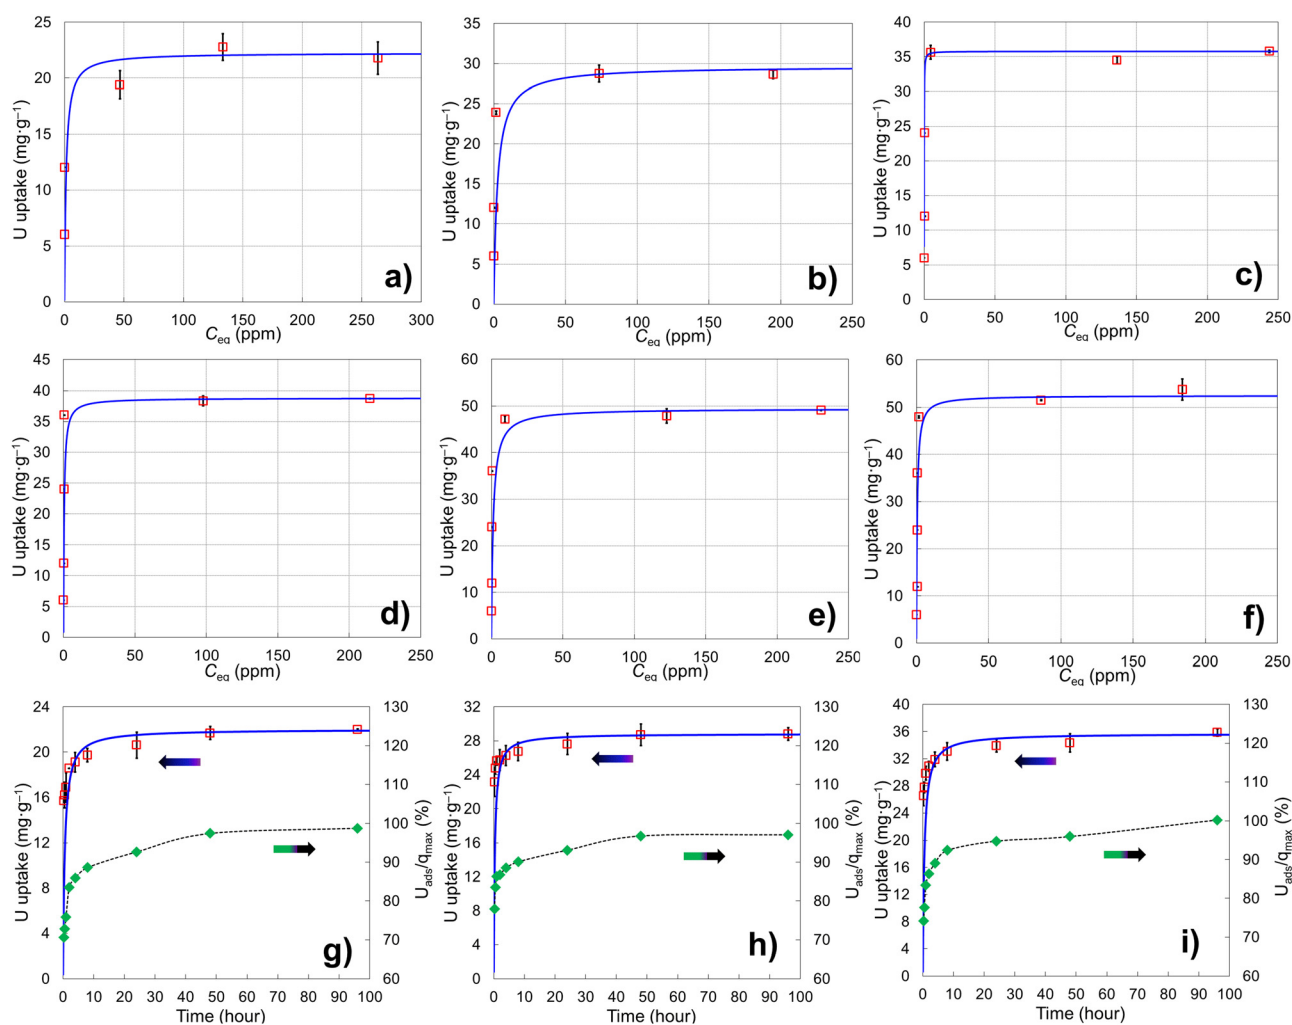 25
20
15
10
5
0
U uptake (mg·g⁻¹)
a)
0 50 100 150 200 250 300
Ceq (ppm)
35
30
25
20
15
10
5
0
U uptake (mg·g⁻¹)
b)
0 50 100 150 200 250
Ceq (ppm)
40
35
30
25
20
15
10
5
0
U uptake (mg·g⁻¹)
c)
0 50 100 150 200 250
Ceq (ppm)
45
40
35
30
25
20
15
10
5
0
U uptake (mg·g⁻¹)
d)
0 50 100 150 200 250
Ceq (ppm)
60
50
40
30
20
10
0
U uptake (mg·g⁻¹)
e)
0 50 100 150 200 250
Ceq (ppm)
60
50
40
30
20
10
0
U uptake (mg·g⁻¹)
f)
0 50 100 150 200 250
Ceq (ppm)
24
20
16
12
8
4
0
U uptake (mg·g⁻¹)
130
120
110
100
90
80
70
60
Uads/qmax (%)
g)
0 10 20 30 40 50 60 70 80 90 100
Time (hour)
32
28
24
20
16
12
8
4
0
U uptake (mg·g⁻¹)
130
120
110
100
90
80
70
60
Uads/qmax (%)
h)
0 10 20 30 40 50 60 70 80 90 100
Time (hour)
40
36
32
28
24
20
16
12
8
4
0
U uptake (mg·g⁻¹)
130
120
110
100
90
80
70
60
Uads/qmax (%)
i)
0 10 20 30 40 50 60 70 80 90 100
Time (hour)